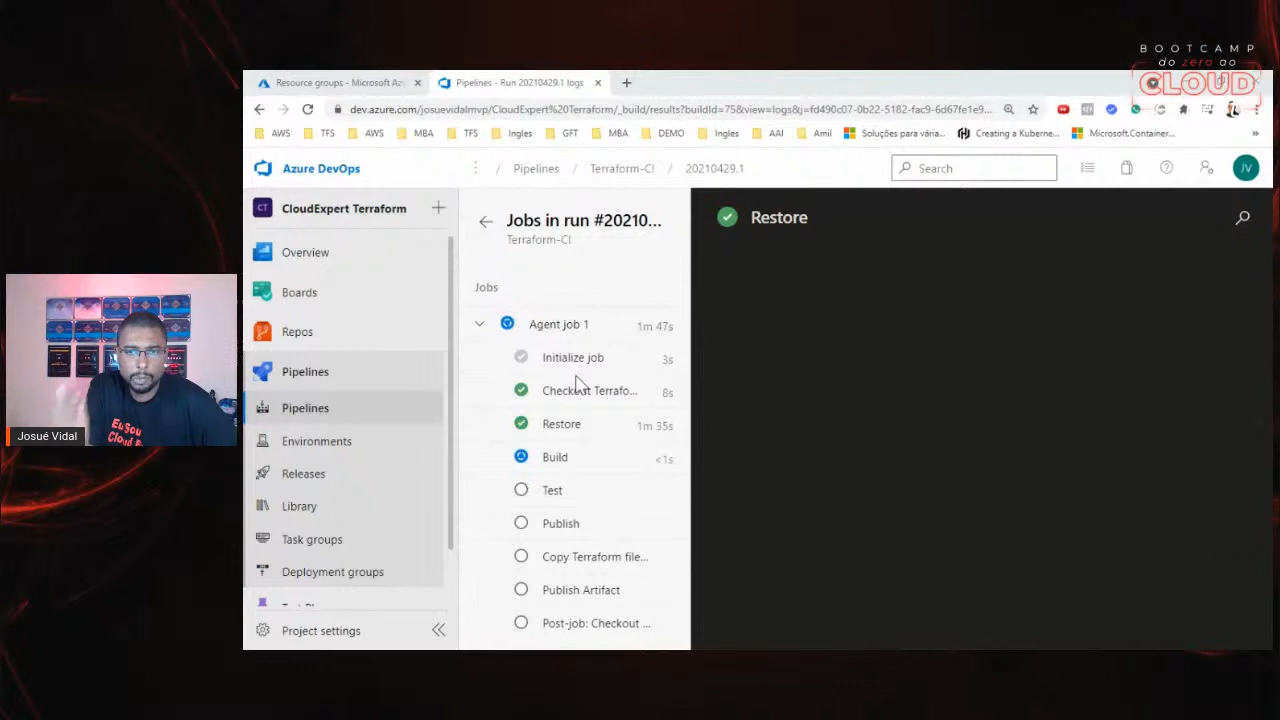 BOOTCAMP
do zero ao
CLOUD
Resource groups - Microsoft Az
Pipelines - Run 20210429.1 logs
dev.azure.com/josuevidalmvp/CloudExpert%20Terraform/_build/results?buildId=75&view=logs&j=fd490c07-0b22-5182-fac9-6d67fe1e9...
AWS TFS AWS MBA TFS Ingles GFT MBA DEMO Ingles AAI Amil Soluções para vária... Creating a Kuberne... Microsoft.Container...
Azure DevOps / Pipelines / Terraform-CI / 20210429.1 Search JV
CT CloudExpert Terraform
Overview
Boards
Repos
Pipelines
Pipelines
Environments
Releases
Library
Task groups
Deployment groups
Project settings
Jobs in run #20210...
Terraform-CI
Jobs
Agent job 1 1m 47s
Initialize job 3s
Checkout Terrafo... 8s
Restore 1m 35s
Build <1s
Test
Publish
Copy Terraform file...
Publish Artifact
Post-job: Checkout ...
Restore
Eu Sou
Cloud
Josué Vidal